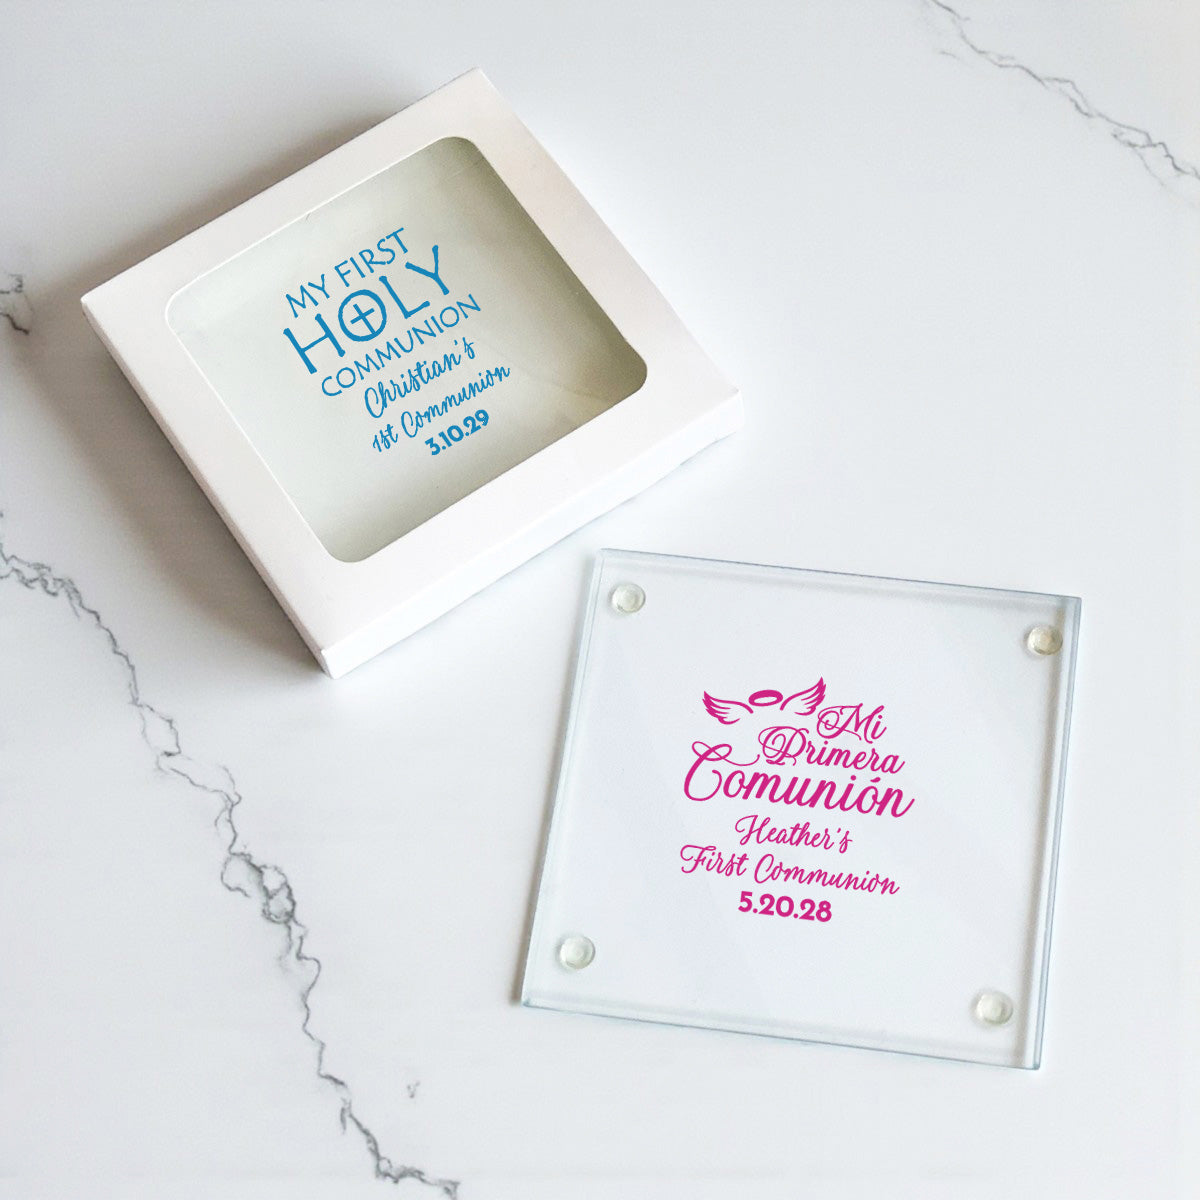 MY FIRST
HOLY
COMMUNION
Christian's
1st Communion
3.10.29
Mi
Primera
Comunión
Heather's
First Communion
5.20.28